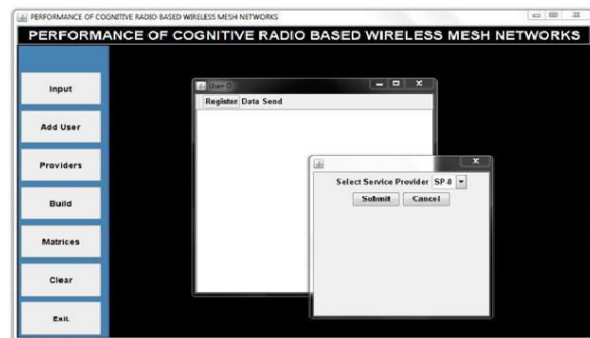 PERFORMANCE OF COGNITIVE RADIO BASED WIRELESS MESH NETWORKS
PERFORMANCE OF COGNITIVE RADIO BASED WIRELESS MESH NETWORKS
Input
Add User
Providers
Build
Matrices
Clear
Exit
User-0
Register Data Send
Select Service Provider SP-0
Submit Cancel